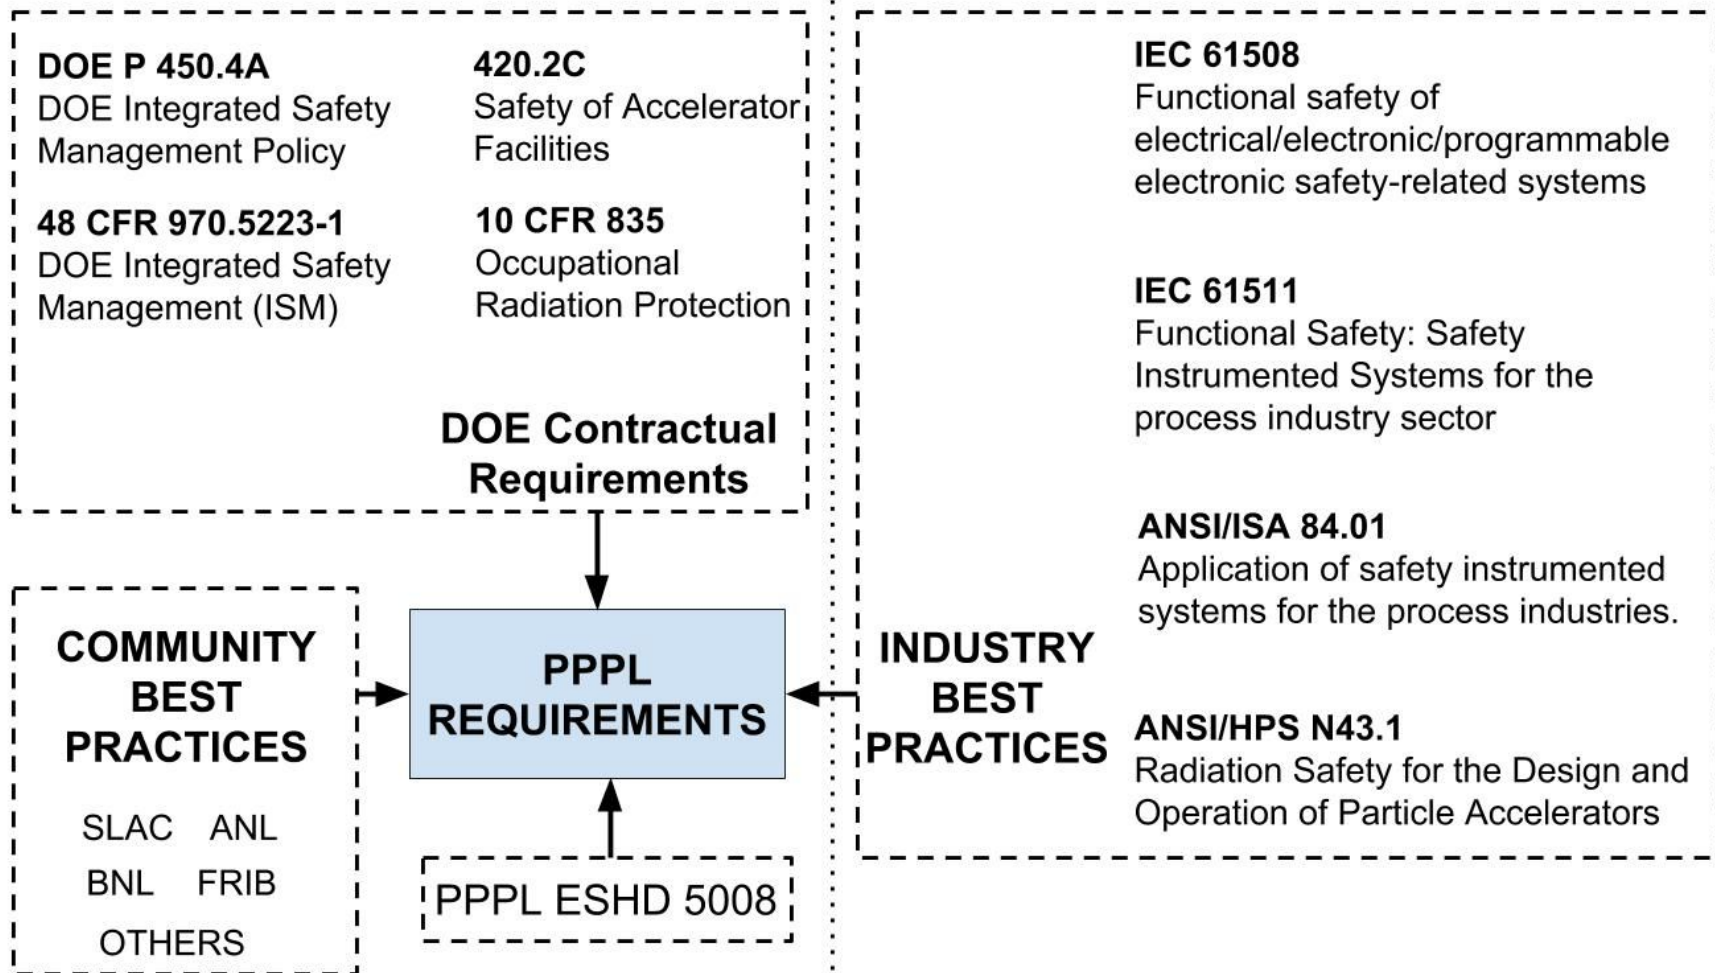 DOE P 450.4A
DOE Integrated Safety
Management Policy
48 CFR 970.5223-1
DOE Integrated Safety
Management (ISM)
420.2C
Safety of Accelerator
Facilities
10 CFR 835
Occupational
Radiation Protection
DOE Contractual
Requirements
COMMUNITY
BEST
PRACTICES
SLAC ANL
BNL FRIB
OTHERS
PPPL
REQUIREMENTS
PPPL ESHD 5008
INDUSTRY
BEST
PRACTICES
IEC 61508
Functional safety of
electrical/electronic/programmable
electronic safety-related systems
IEC 61511
Functional Safety: Safety
Instrumented Systems for the
process industry sector
ANSI/ISA 84.01
Application of safety instrumented
systems for the process industries.
ANSI/HPS N43.1
Radiation Safety for the Design and
Operation of Particle Accelerators